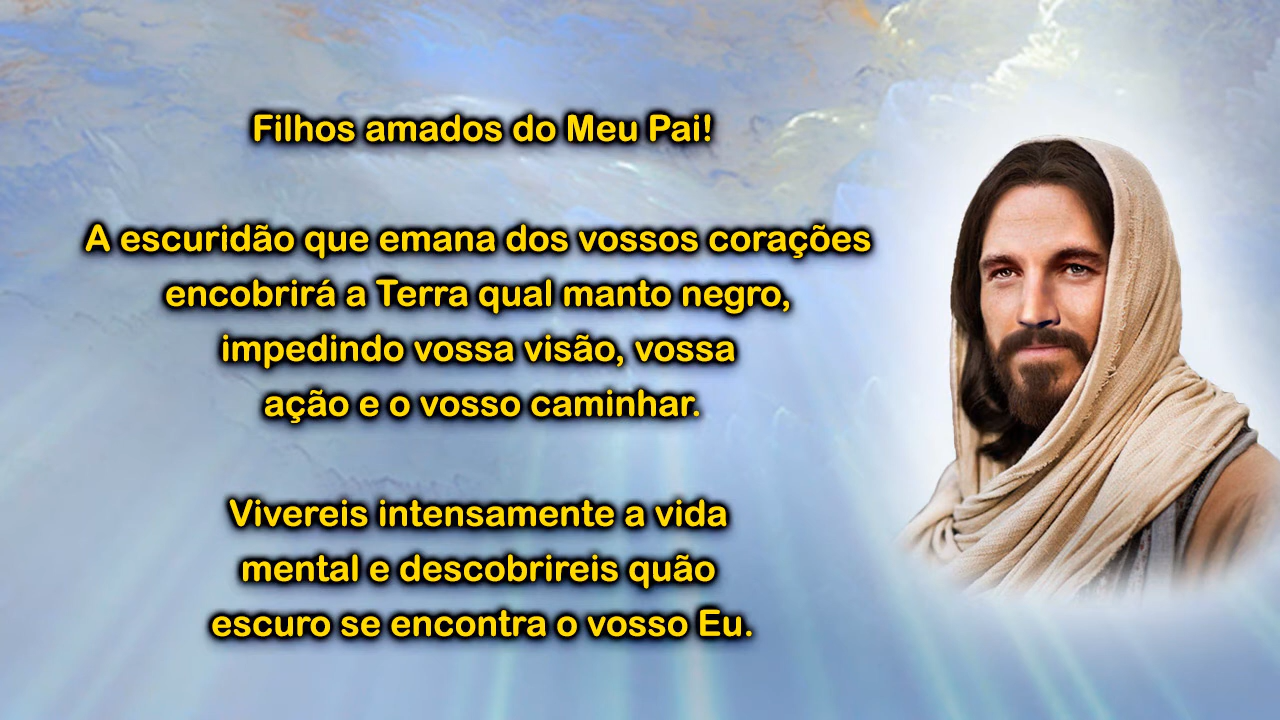 Filhos amados do Meu Pai!
A escuridão que emana dos vossos corações
encobrirá a Terra qual manto negro,
impedindo vossa visão, vossa
ação e o vosso caminhar.
Vivereis intensamente a vida
mental e descobrireis quão
escuro se encontra o vosso Eu.